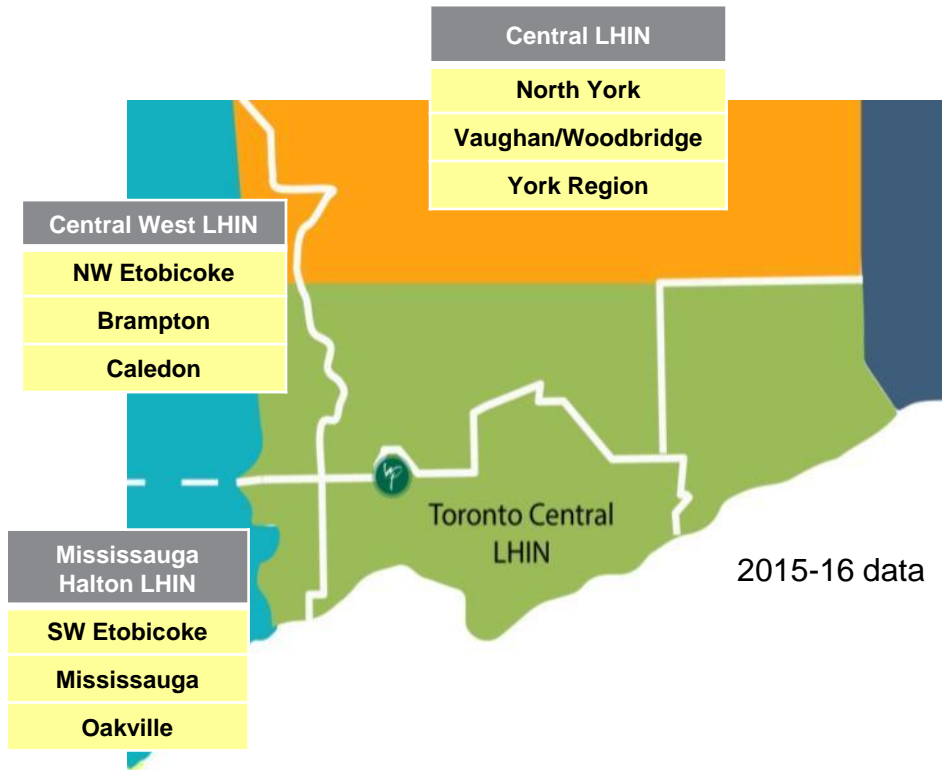 Central LHIN
North York
Vaughan/Woodbridge
York Region
Central West LHIN
NW Etobicoke
Brampton
Caledon
Toronto Central
LHIN
Mississauga
Halton LHIN
SW Etobicoke
Mississauga
Oakville
2015-16 data